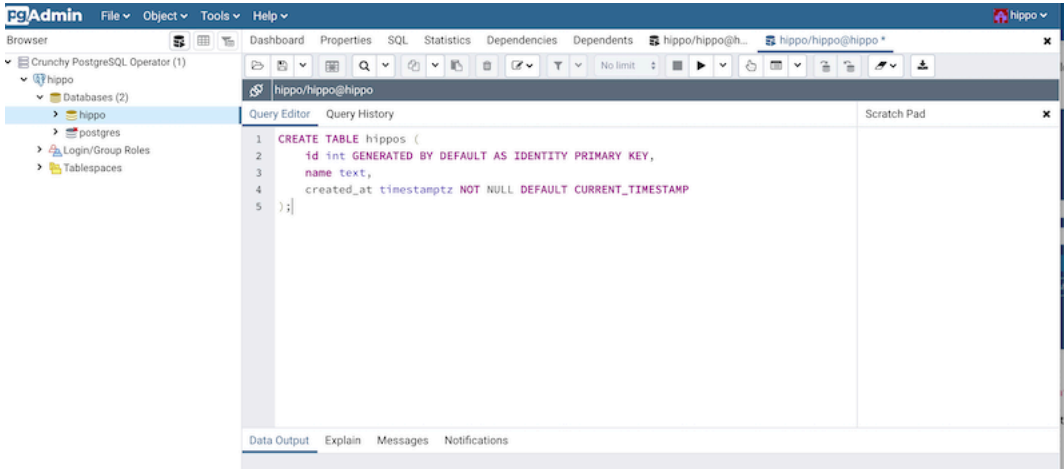 pgAdmin File Object Tools Help hippo
Browser Dashboard Properties SQL Statistics Dependencies Dependents hippo/hippo@h... hippo/hippo@hippo *
Crunchy PostgreSQL Operator (1)
No limit
hippo
hippo/hippo@hippo
Databases (2)
hippo
Query Editor Query History Scratch Pad
postgres
Login/Group Roles
Tablespaces
1 CREATE TABLE hippos (
2 id int GENERATED BY DEFAULT AS IDENTITY PRIMARY KEY,
3 name text,
4 created_at timestamptz NOT NULL DEFAULT CURRENT_TIMESTAMP
5 );
Data Output Explain Messages Notifications